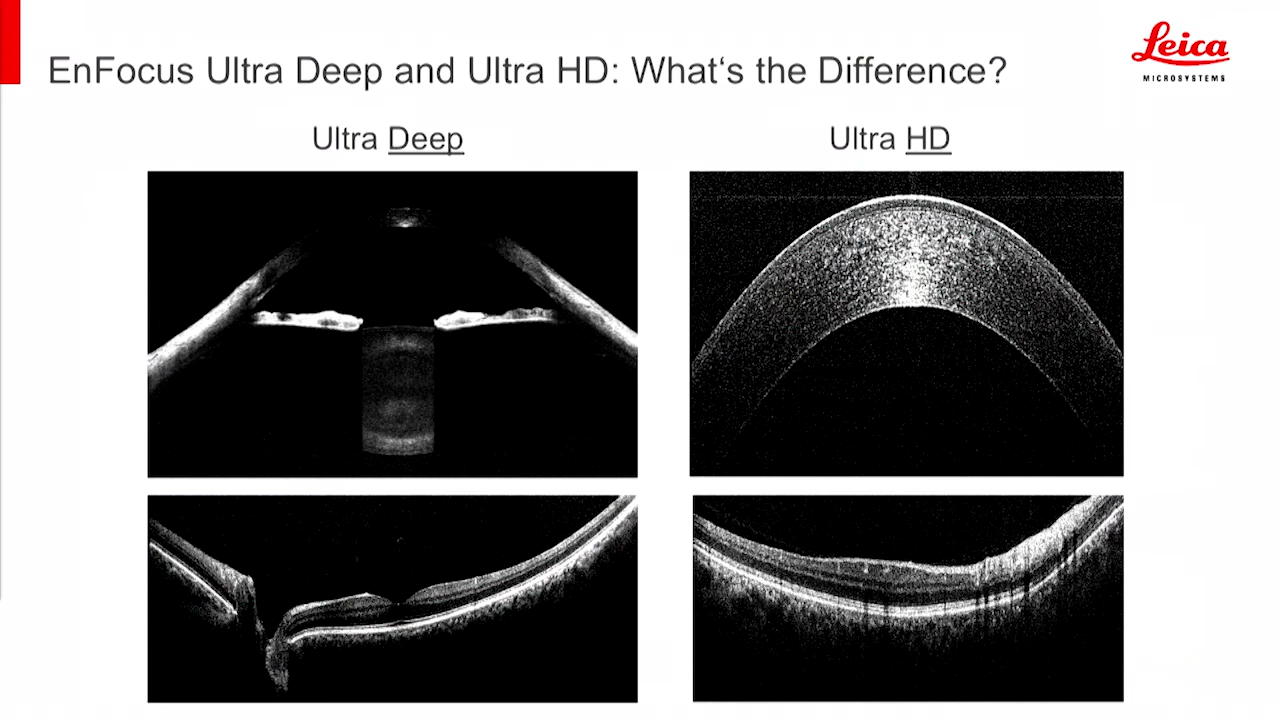 EnFocus Ultra Deep and Ultra HD: What‘s the Difference?
Leica
MICROSYSTEMS
Ultra Deep
Ultra HD